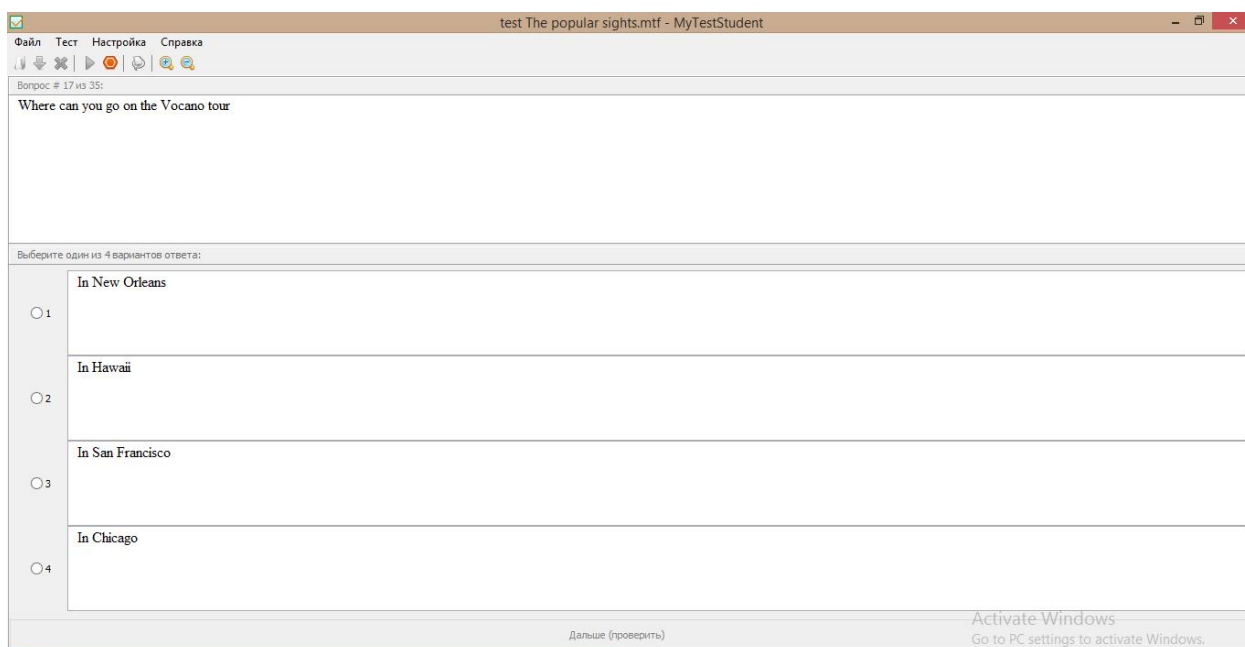 test The popular sights.mtf - MyTestStudent
Файл Тест Настройка Справка
Вопрос # 17 из 35:
Where can you go on the Vocano tour
Выберите один из 4 вариантов ответа:
In New Orleans
1
In Hawaii
2
In San Francisco
3
In Chicago
4
Activate Windows
Дальше (проверить)
Go to PC settings to activate Windows.